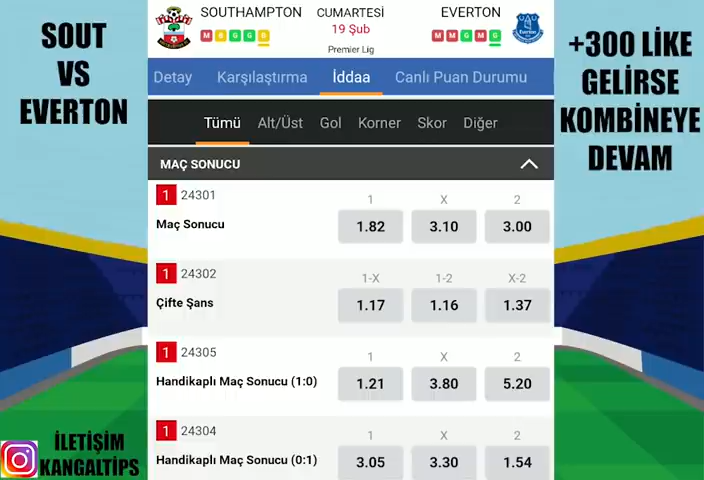 SOUT
VS
EVERTON
SOUTHAMPTON
CUMARTESİ
EVERTON
19 Şub
M B G G B
M M G M G
Premier Lig
Detay Karşılaştırma İddaa Canlı Puan Durumu
Tümü Alt/Üst Gol Korner Skor Diğer
MAÇ SONUCU
1 24301
Maç Sonucu
1 X 2
1.82 3.10 3.00
1 24302
Çifte Şans
1-X 1-2 X-2
1.17 1.16 1.37
1 24305
Handikaplı Maç Sonucu (1:0)
1 X 2
1.21 3.80 5.20
1 24304
Handikaplı Maç Sonucu (0:1)
1 X 2
3.05 3.30 1.54
+300 LİKE
GELİRSE
KOMBİNEYE
DEVAM
İLETİŞİM
KANGALTİPS